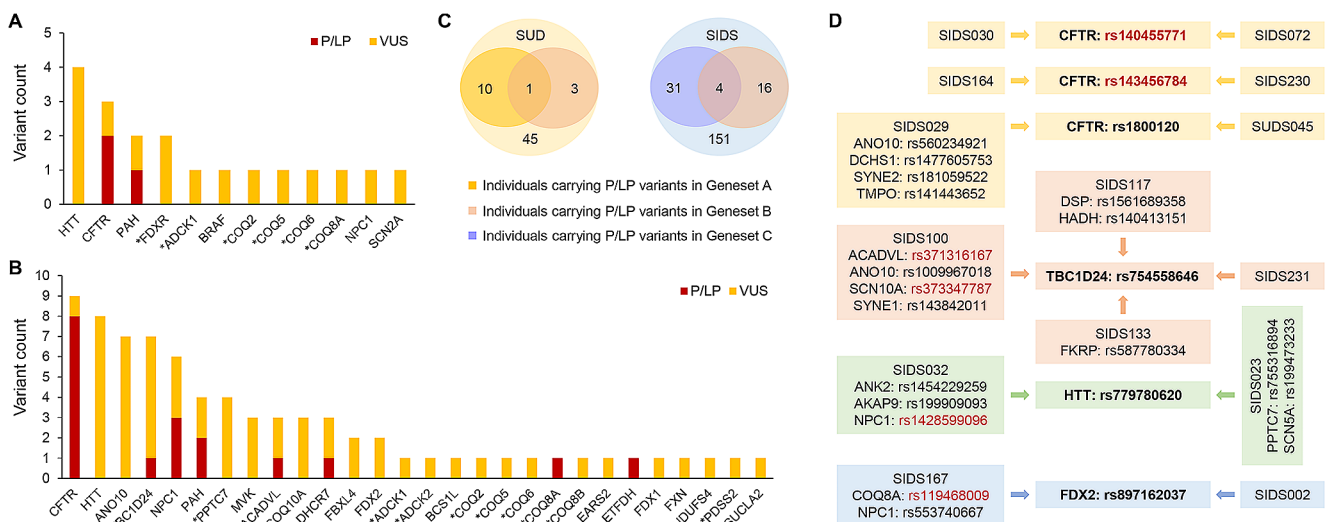 A
P/LP
VUS
Variant count
5
4
3
2
1
0
HTT
CFTR
PAH
*FDXR
*ADCK1
BRAF
*COQ2
*COQ5
*COQ6
*COQ8A
NPC1
SCN2A
B
P/LP
VUS
Variant count
10
9
8
7
6
5
4
3
2
1
0
CFTR
HTT
ANO10
BC1D24
NPC1
PAH
*PPTC7
MVK
ACADVL
COQ10A
DHCR7
FBXL4
FDX2
*ADCK1
*ADCK2
BCS1L
*COQ2
*COQ5
*COQ6
*COQ8A
*COQ8B
EARS2
ETFDH
FDX1
FXN
NDUFS4
*PDSS2
SUCLA2
C
SUD
10
1
3
45
SIDS
31
4
16
151
Individuals carrying P/LP variants in Geneset A
Individuals carrying P/LP variants in Geneset B
Individuals carrying P/LP variants in Geneset C
D
SIDS030
CFTR: rs140455771
SIDS072
SIDS164
CFTR: rs143456784
SIDS230
SIDS029
ANO10: rs560234921
DCHS1: rs1477605753
SYNE2: rs181059522
TMPO: rs141443652
CFTR: rs1800120
SUDS045
SIDS117
DSP: rs1561689358
HADH: rs140413151
SIDS100
ACADVL: rs371316167
ANO10: rs1009967018
SCN10A: rs373347787
SYNE1: rs143842011
TBC1D24: rs754558646
SIDS231
SIDS133
FKRP: rs587780334
SIDS032
ANK2: rs1454229259
AKAP9: rs199909093
NPC1: rs1428599096
HTT: rs779780620
SIDS023
PPTC7: rs755316894
SCN5A: rs199473233
SIDS167
COQ8A: rs119468009
NPC1: rs553740667
FDX2: rs897162037
SIDS002